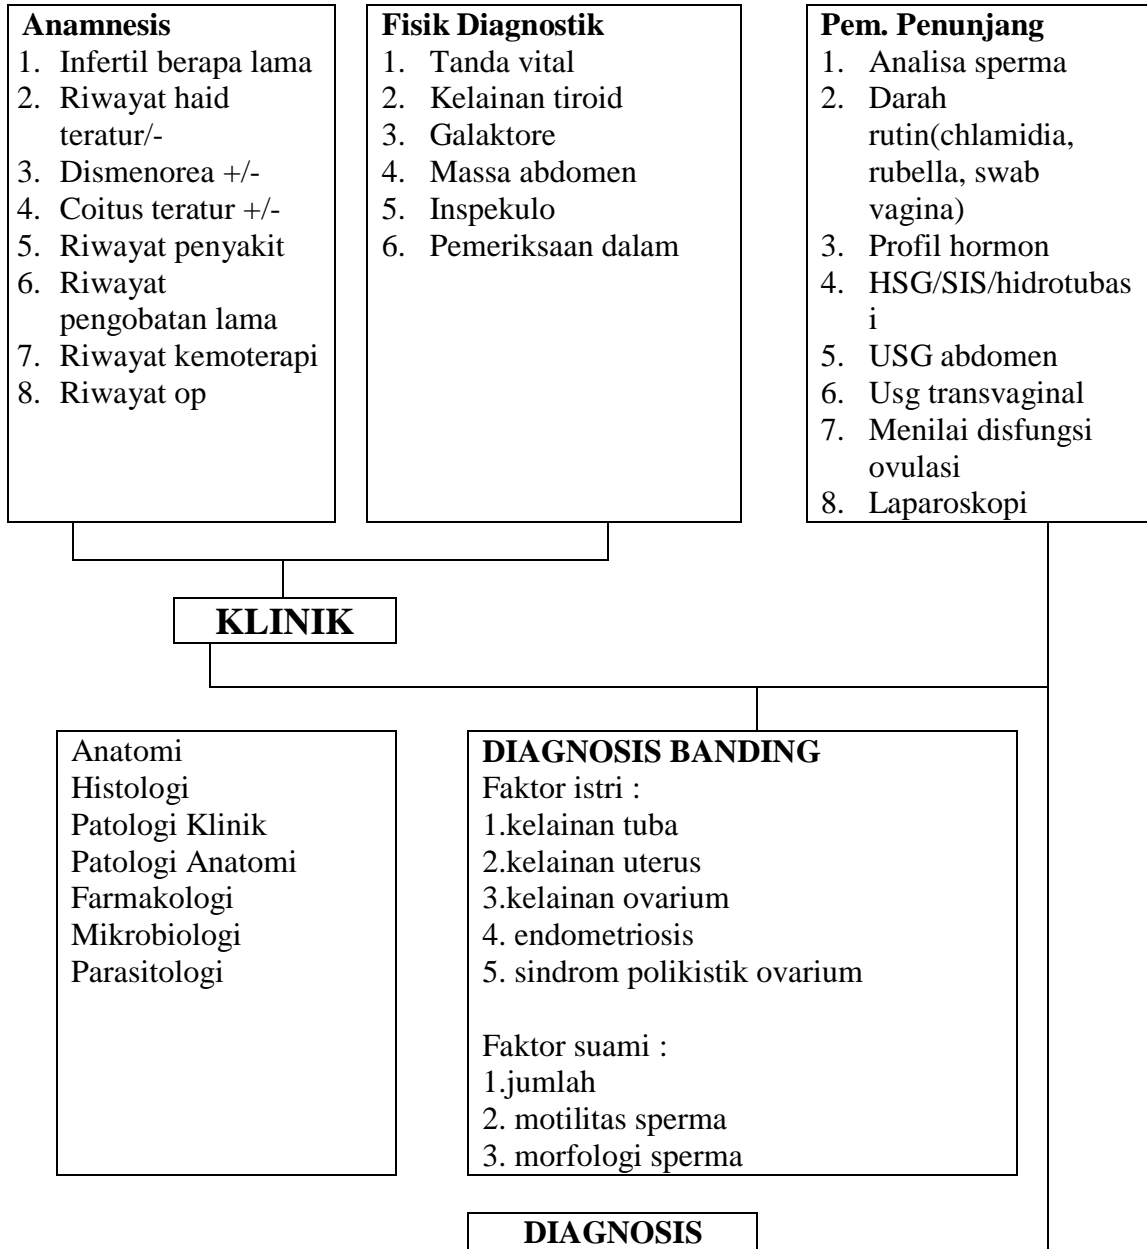 Anamnesis
1. Infertil berapa lama
2. Riwayat haid
teratur/-
3. Dismenorea +/-
4. Coitus teratur +/-
5. Riwayat penyakit
6. Riwayat
pengobatan lama
7. Riwayat kemoterapi
8. Riwayat op
Fisik Diagnostik
1. Tanda vital
2. Kelainan tiroid
3. Galaktore
4. Massa abdomen
5. Inspekulo
6. Pemeriksaan dalam
Pem. Penunjang
1. Analisa sperma
2. Darah
rutin(chlamidia,
rubella, swab
vagina)
3. Profil hormon
4. HSG/SIS/hidrotubas
i
5. USG abdomen
6. Usg transvaginal
7. Menilai disfungsi
ovulasi
8. Laparoskopi
KLINIK
Anatomi
Histologi
Patologi Klinik
Patologi Anatomi
Farmakologi
Mikrobiologi
Parasitologi
DIAGNOSIS BANDING
Faktor istri :
1.kelainan tuba
2.kelainan uterus
3.kelainan ovarium
4. endometriosis
5. sindrom polikistik ovarium
Faktor suami :
1.jumlah
2. motilitas sperma
3. morfologi sperma
DIAGNOSIS